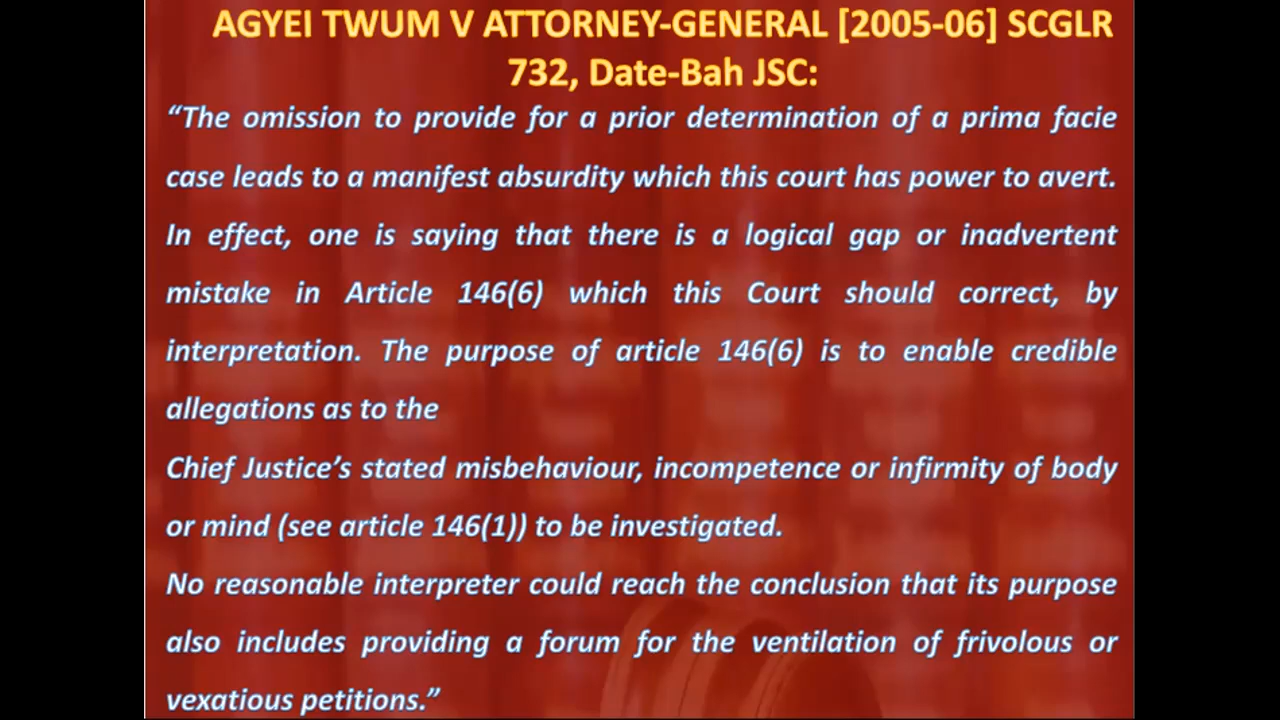 AGYEI TWUM V ATTORNEY-GENERAL [2005-06] SCGLR
732, Date-Bah JSC:
“The omission to provide for a prior determination of a prima facie
case leads to a manifest absurdity which this court has power to avert.
In effect, one is saying that there is a logical gap or inadvertent
mistake in Article 146(6) which this Court should correct, by
interpretation. The purpose of article 146(6) is to enable credible
allegations as to the
Chief Justice’s stated misbehaviour, incompetence or infirmity of body
or mind (see article 146(1)) to be investigated.
No reasonable interpreter could reach the conclusion that its purpose
also includes providing a forum for the ventilation of frivolous or
vexatious petitions.”